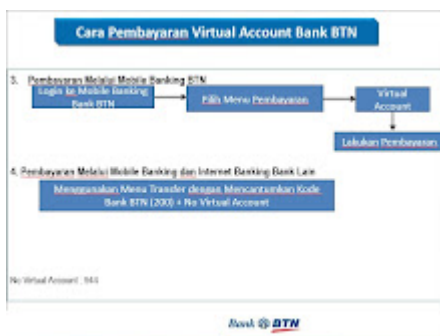 Cara Pembayaran Virtual Account Bank BTN
3. Pembayaran Melalui Mobile Banking BTN
Login ke Mobile Banking
Bank BTN
Pilih Menu Pembayaran
Virtual
Account
Lakukan Pembayaran
4. Pembayaran Melalui Mobile Banking dan Internet Banking Bank Lain
Menggunakan Menu Transfer dengan Mencantumkan Kode
Bank BTN (200) + No Virtual Account
No Virtual Account :
Bank BTN